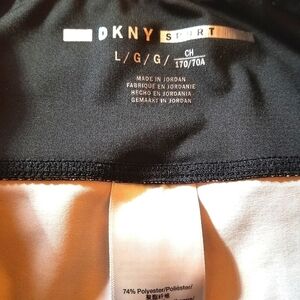 DKNY SPORT
L/G/G/ CH 170/70A
MADE IN JORDAN
FABRIQUE EN JORDANIE
HECHO EN JORDANIA
GEMAAKT IN JORDAN
74% Polyester/Poliéster/